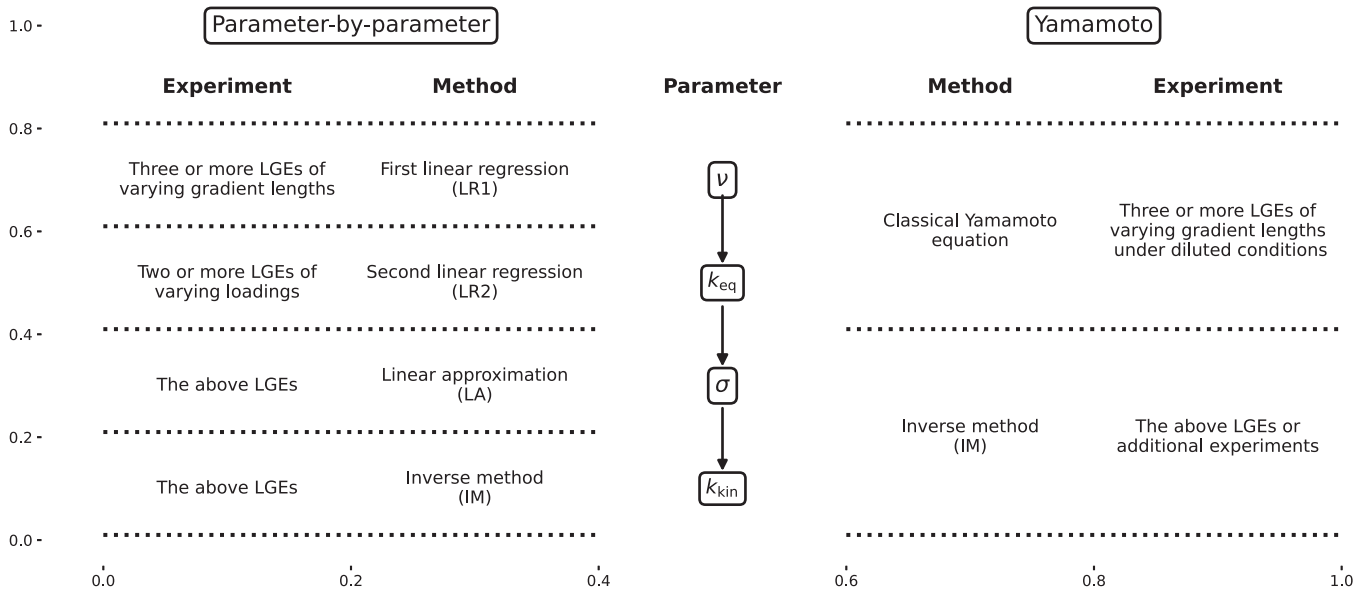 Parameter-by-parameter
Yamamoto
Experiment
Method
Parameter
Method
Experiment
Three or more LGEs of
varying gradient lengths
First linear regression
(LR1)
ν
Classical Yamamoto
equation
Three or more LGEs of
varying gradient lengths
under diluted conditions
Two or more LGEs of
varying loadings
Second linear regression
(LR2)
k_eq
The above LGEs
Linear approximation
(LA)
σ
Inverse method
(IM)
The above LGEs or
additional experiments
The above LGEs
Inverse method
(IM)
k_kin
1.0
0.8
0.6
0.4
0.2
0.0
0.0
0.2
0.4
0.6
0.8
1.0